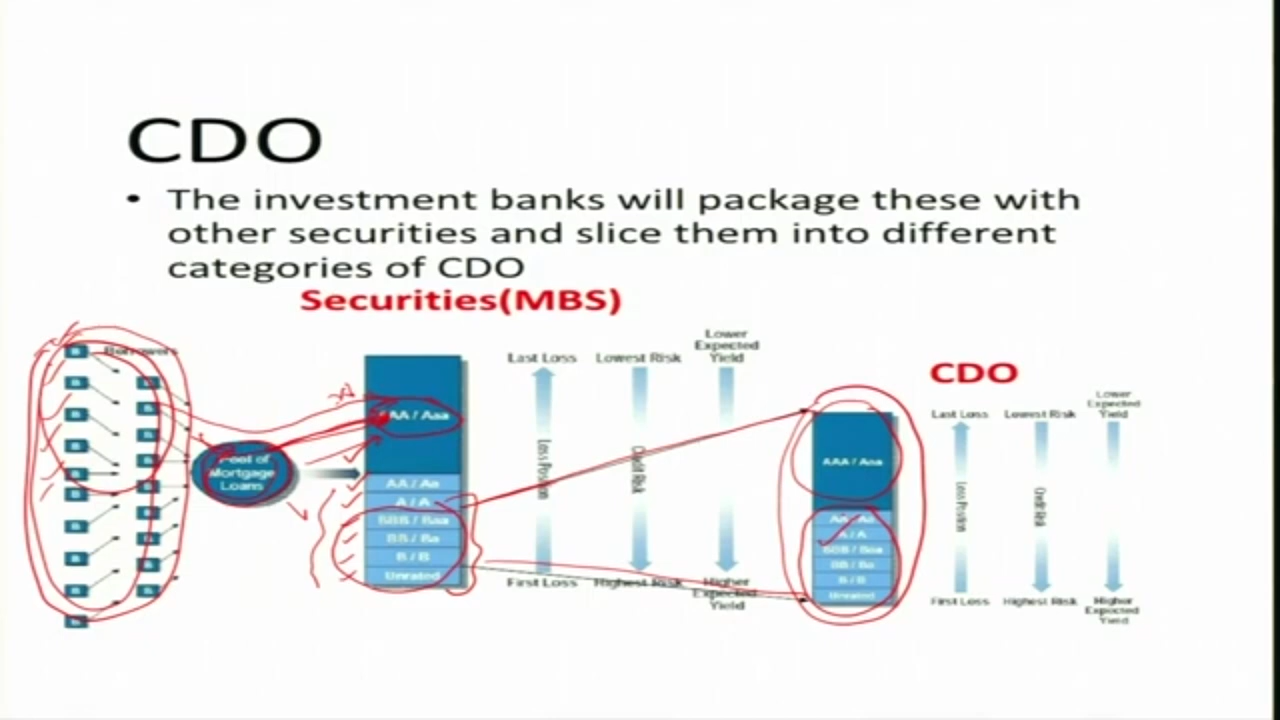 CDO
• The investment banks will package these with
other securities and slice them into different
categories of CDO
Securities(MBS)
Borrowers
Pool of
Mortgage
Loans
AAA / Aaa
AA / Aa
A / A
BBB / Baa
BB / Ba
B / B
Unrated
Last Loss
Lowest Risk
Lower
Expected
Yield
Loss Position
Credit Risk
First Loss
Highest Risk
Higher
Expected
Yield
CDO
AAA / Aaa
AA / Aa
A / A
BBB / Baa
BB / Ba
B / B
Unrated
Last Loss
Lowest Risk
Lower
Expected
Yield
Loss Position
Credit Risk
First Loss
Highest Risk
Higher
Expected
Yield